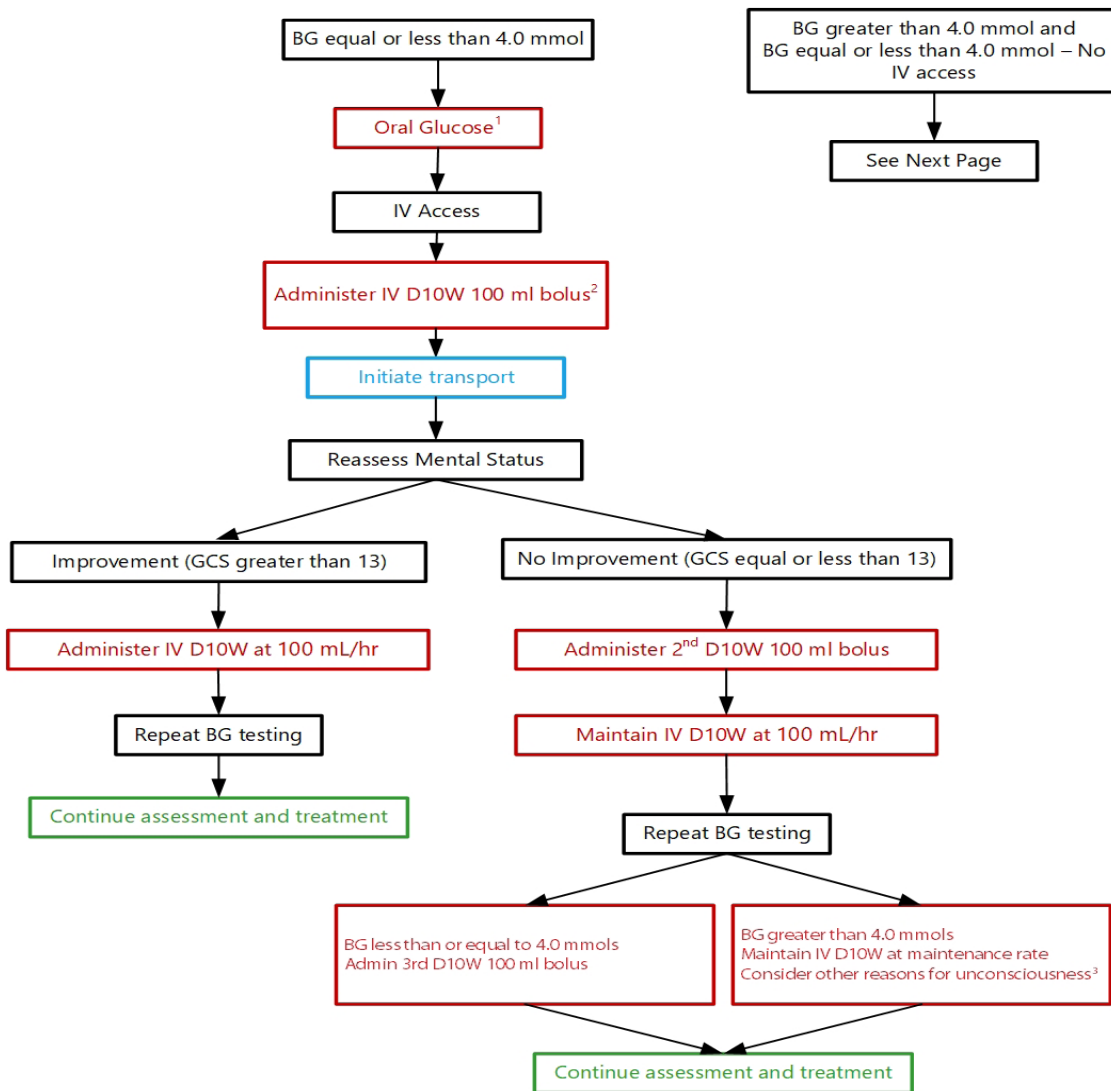 BG equal or less than 4.0 mmol
BG greater than 4.0 mmol and
BG equal or less than 4.0 mmol – No
IV access
Oral Glucose¹
See Next Page
IV Access
Administer IV D10W 100 ml bolus²
Initiate transport
Reassess Mental Status
Improvement (GCS greater than 13)
No Improvement (GCS equal or less than 13)
Administer IV D10W at 100 mL/hr
Administer 2nd D10W 100 ml bolus
Repeat BG testing
Maintain IV D10W at 100 mL/hr
Continue assessment and treatment
Repeat BG testing
BG less than or equal to 4.0 mmols
Admin 3rd D10W 100 ml bolus
BG greater than 4.0 mmols
Maintain IV D10W at maintenance rate
Consider other reasons for unconsciousness³
Continue assessment and treatment